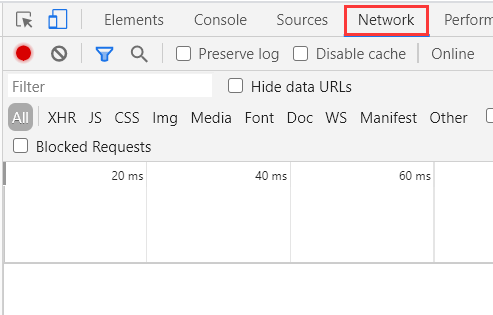 Elements Console Sources Network Perform
Preserve log Disable cache Online
Filter Hide data URLs
All XHR JS CSS Img Media Font Doc WS Manifest Other
Blocked Requests
20 ms 40 ms 60 ms